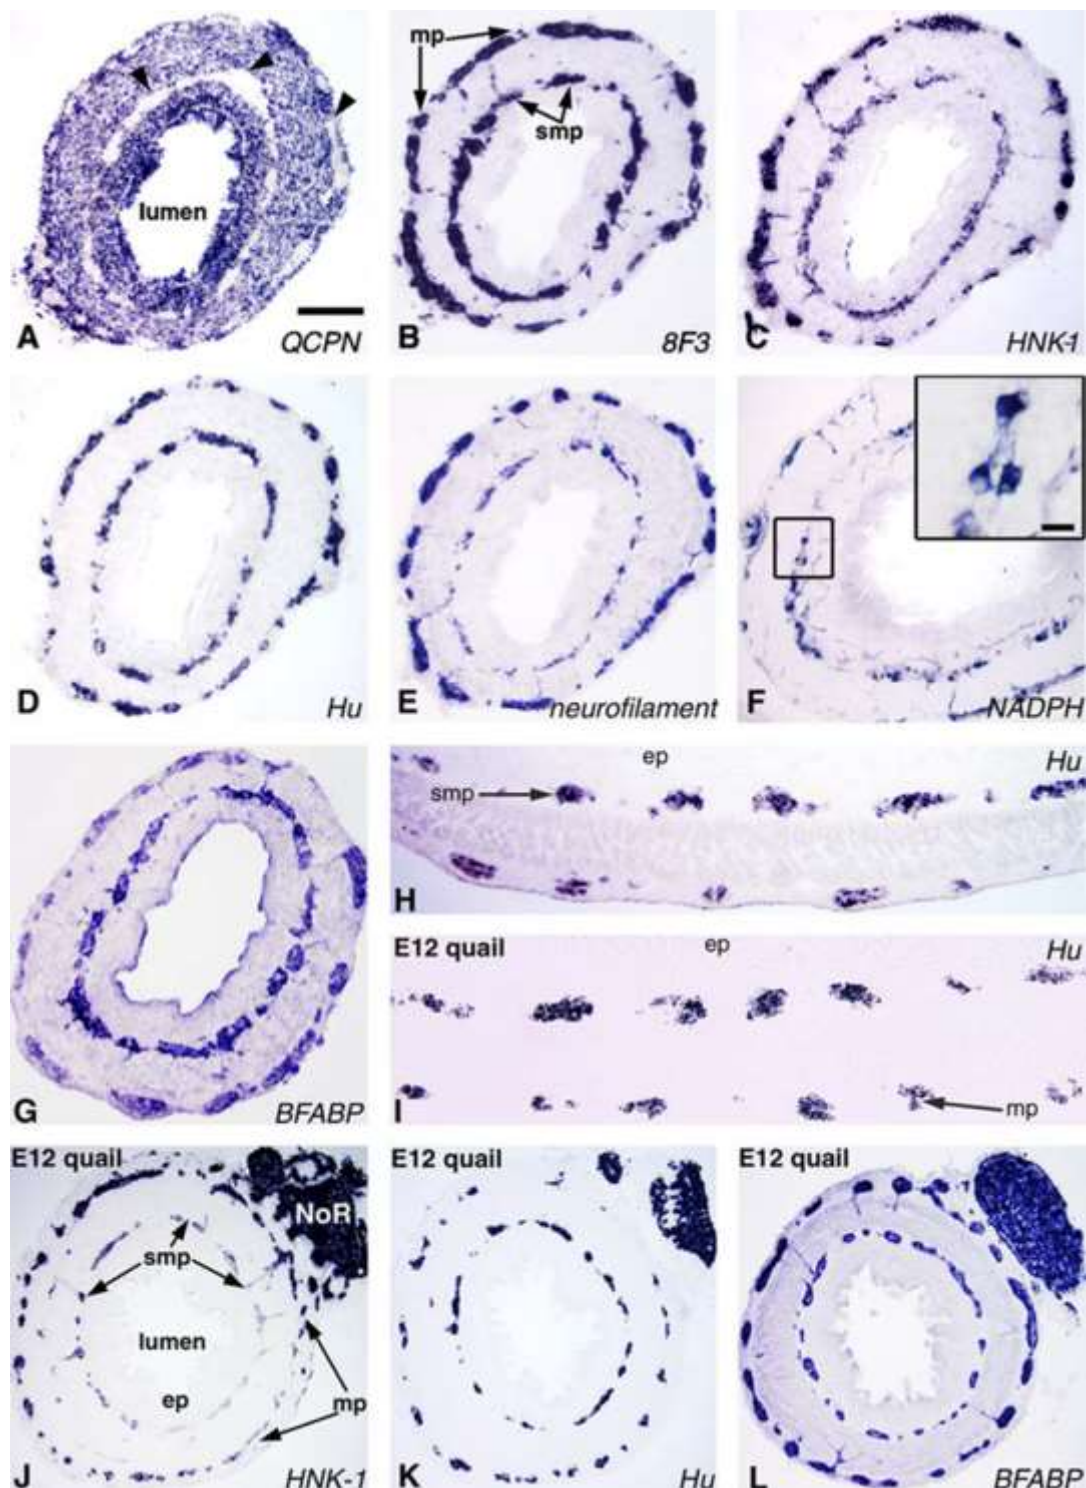 lumen
A
QCPN
mp
smp
B
8F3
C
HNK-1
D
Hu
E
neurofilament
F
NADPH
G
BFABP
ep
Hu
smp
H
E12 quail
ep
Hu
mp
I
E12 quail
NoR
smp
lumen
ep
mp
J
HNK-1
E12 quail
K
Hu
E12 quail
L
BFABP